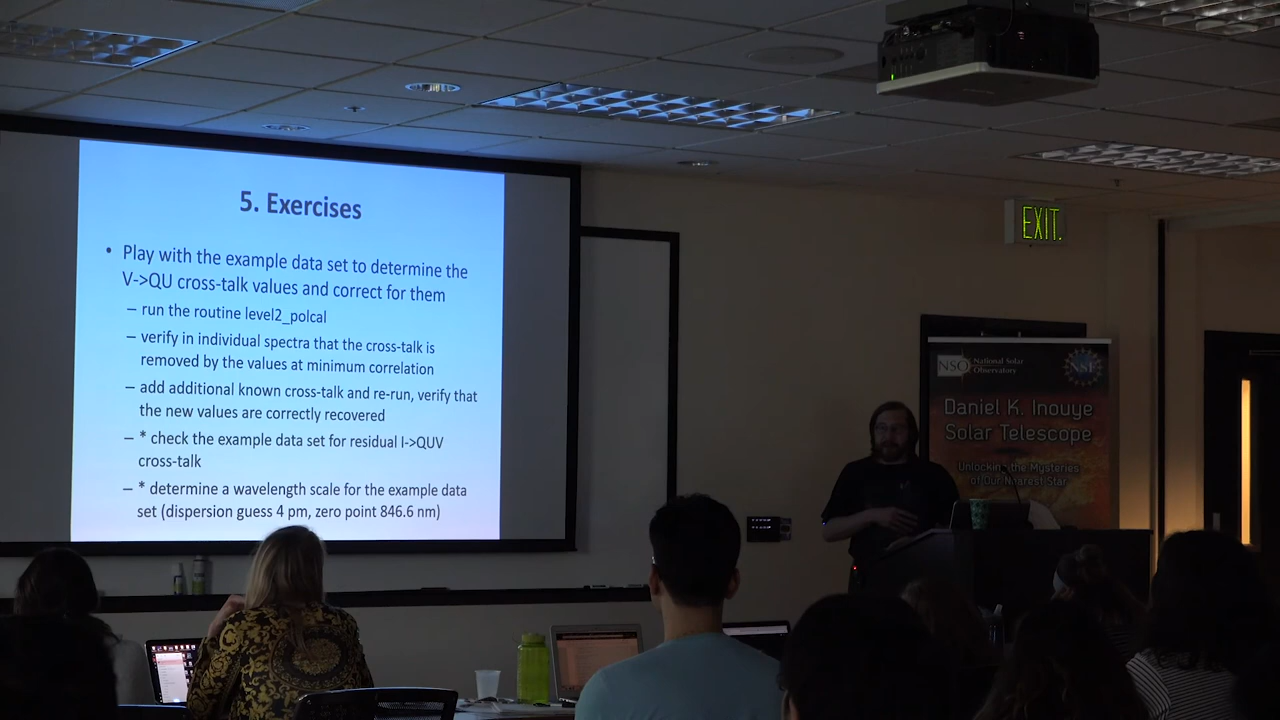 5. Exercises
• Play with the example data set to determine the
V->QU cross-talk values and correct for them
– run the routine level2_polcal
– verify in individual spectra that the cross-talk is
removed by the values at minimum correlation
– add additional known cross-talk and re-run, verify that
the new values are correctly recovered
– * check the example data set for residual I->QUV
cross-talk
– * determine a wavelength scale for the example data
set (dispersion guess 4 pm, zero point 846.6 nm)
EXIT
NSO
National Solar
Observatory
NSF
Daniel K. Inouye
Solar Telescope
Unlocking the Mysteries
of Our Nearest Star